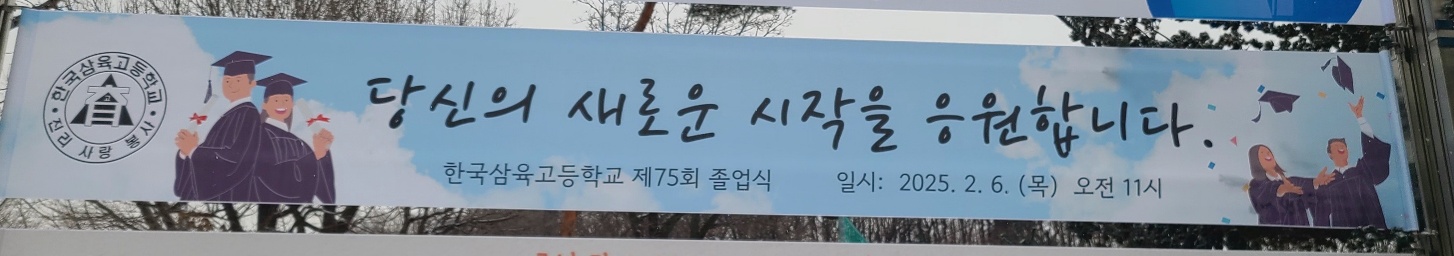 한국삼육고등학교
진리 사랑 봉사
당신의 새로운 시작을 응원합니다.
한국삼육고등학교 제75회 졸업식 일시: 2025. 2. 6. (목) 오전 11시